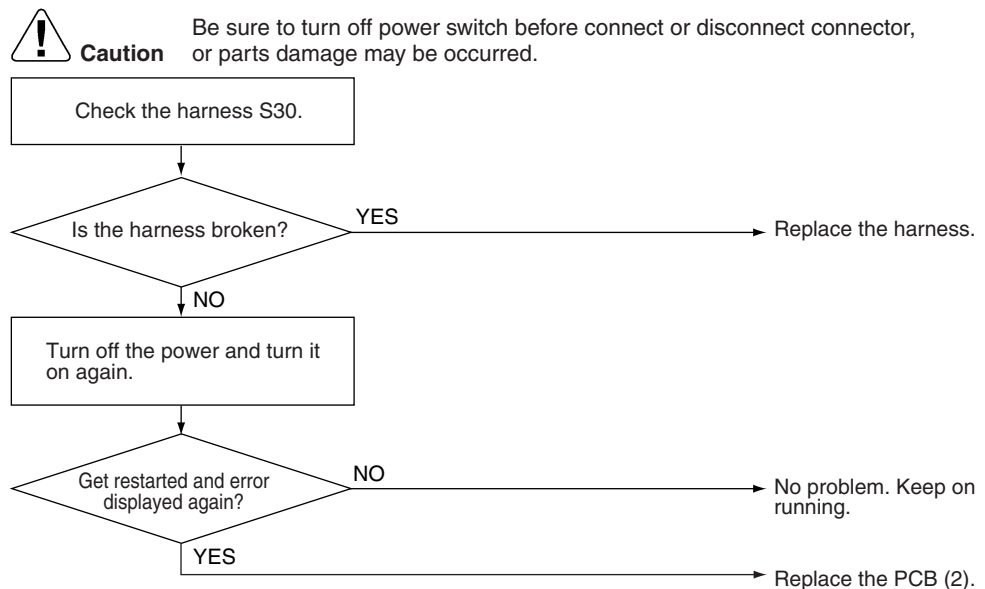 Be sure to turn off power switch before connect or disconnect connector,
Caution or parts damage may be occurred.
Check the harness S30.
Is the harness broken?
YES
Replace the harness.
NO
Turn off the power and turn it
on again.
Get restarted and error
displayed again?
NO
No problem. Keep on
running.
YES
Replace the PCB (2).